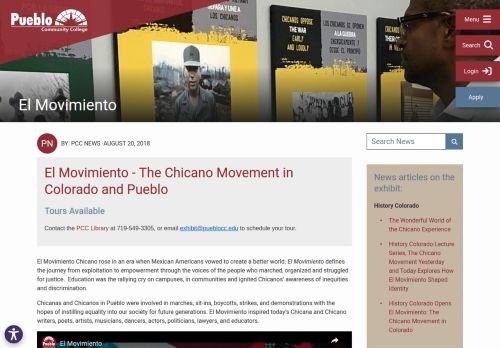 Pueblo
Community College
Menu
Search
Login
Apply
CHICANOS OPPOSE
THE WAR
EARLY AND
LOUDLY
LOS CHICANOS SE OPONEN
A LA GUERRA
ENÉRGICAMENTE Y
DESDE EL PRINCIPIO
El Movimiento
PN
BY: PCC NEWS ·AUGUST 20, 2018
Search News
El Movimiento - The Chicano Movement in
Colorado and Pueblo
Tours Available
Contact the PCC Library at 719-549-3305, or email exhibit@pueblocc.edu to schedule your tour.
El Movimiento Chicano rose in an era when Mexican Americans vowed to create a better world. El Movimiento defines
the journey from exploitation to empowerment through the voices of the people who marched, organized and struggled
for justice. Education was the rallying cry on campuses, in communities and ignited Chicanos' awareness of inequities
and discrimination.
Chicanas and Chicanos in Pueblo were involved in marches, sit-ins, boycotts, strikes, and demonstrations with the
hopes of instilling equality into our society for future generations. El Movimiento inspired today's Chicana and Chicano
writers, poets, artists, musicians, dancers, actors, politicians, lawyers, and educators.
El Movimiento
News articles on the
exhibit:
History Colorado
The Wonderful World of
the Chicano Experience
History Colorado Lecture
Series, The Chicano
Movement Yesterday
and Today Explores How
El Movimiento Shaped
Identity
History Colorado Opens
El Movimiento: The
Chicano Movement in
Colorado